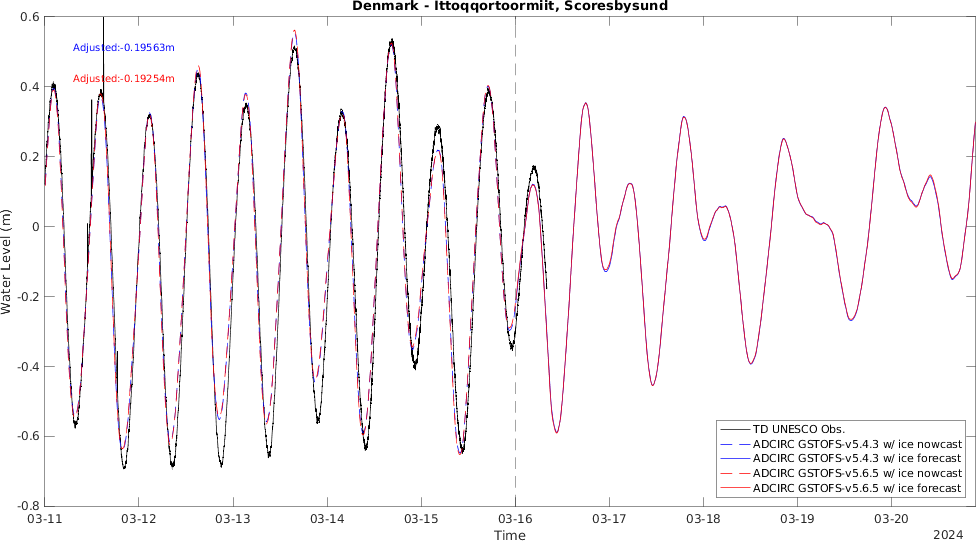 Denmark - Ittoqqortoormiit, Scoresbysund
0.6
Adjusted:-0.19563m
Adjusted:-0.19254m
0.4
0.2
0
-0.2
-0.4
-0.6
-0.8
Water Level (m)
TD UNESCO Obs.
ADCIRC GSTOFS-v5.4.3 w/ ice nowcast
ADCIRC GSTOFS-v5.4.3 w/ ice forecast
ADCIRC GSTOFS-v5.6.5 w/ ice nowcast
ADCIRC GSTOFS-v5.6.5 w/ ice forecast
03-11 03-12 03-13 03-14 03-15 03-16 03-17 03-18 03-19 03-20
Time
2024